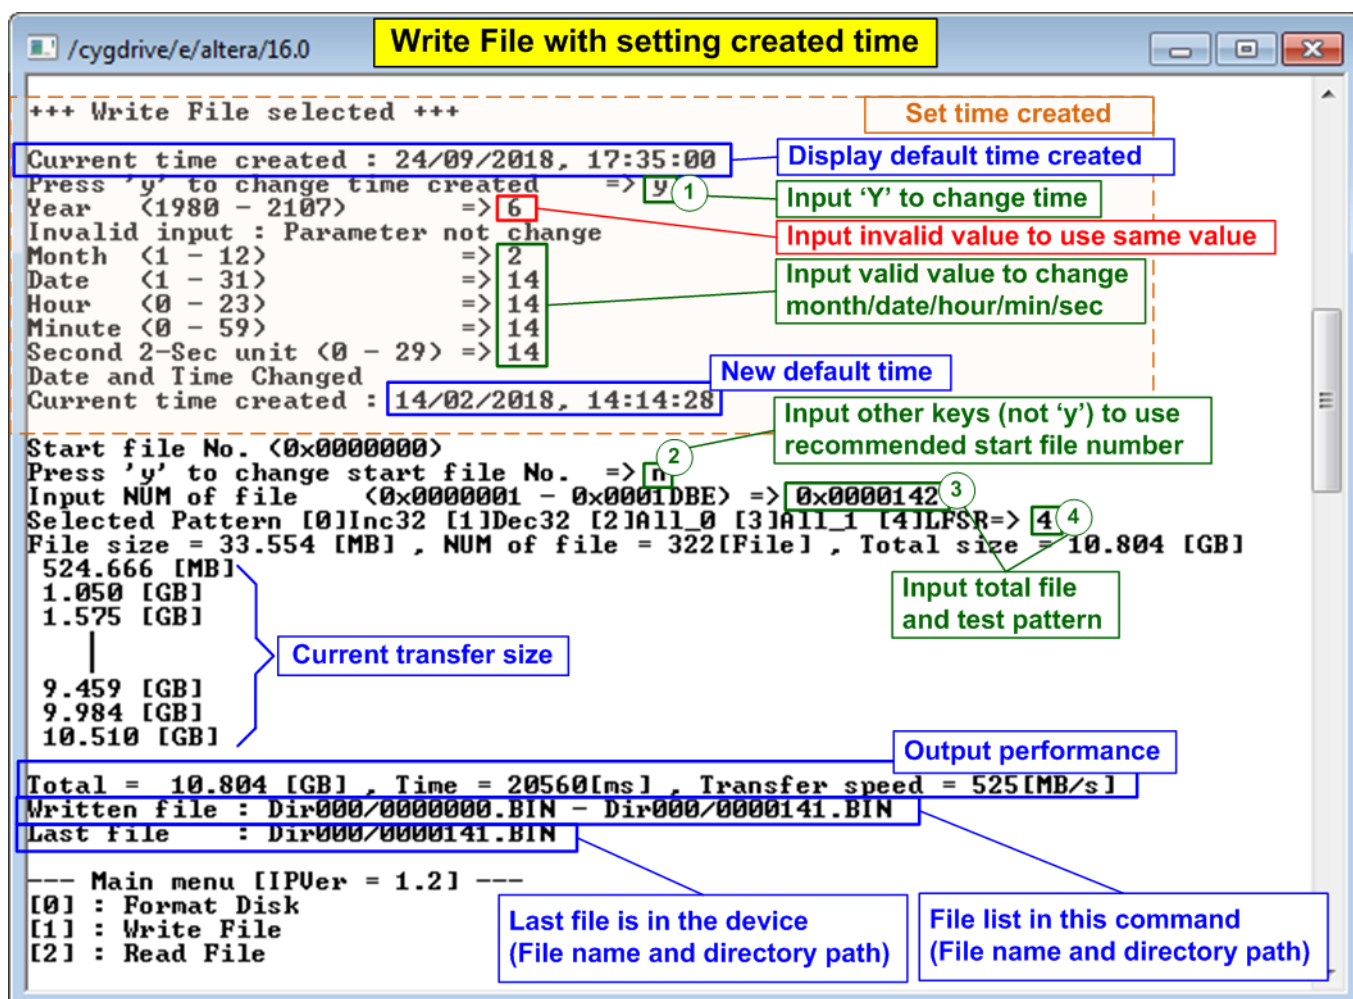 /cygdrive/e/altera/16.0
Write File with setting created time
+++ Write File selected +++
Set time created
Current time created : 24/09/2018, 17:35:00
Display default time created
Press 'y' to change time created => y
1
Input ‘Y’ to change time
Year (1980 - 2107) => 6
Input invalid value to use same value
Invalid input : Parameter not change
Month (1 - 12) => 2
Date (1 - 31) => 14
Hour (0 - 23) => 14
Minute (0 - 59) => 14
Second 2-Sec unit (0 - 29) => 14
Input valid value to change
month/date/hour/min/sec
Date and Time Changed
New default time
Current time created : 14/02/2018, 14:14:28
Input other keys (not ‘y’) to use
recommended start file number
Start file No. (0x0000000)
Press 'y' to change start file No. => n
2
Input NUM of file (0x0000001 - 0x0001DBE) => 0x0000142
3
Selected Pattern [0]Inc32 [1]Dec32 [2]All_0 [3]All_1 [4]LFSR=> 4
4
File size = 33.554 [MB] , NUM of file = 322[File] , Total size = 10.804 [GB]
Input total file
and test pattern
524.666 [MB]
1.050 [GB]
1.575 [GB]
Current transfer size
9.459 [GB]
9.984 [GB]
10.510 [GB]
Output performance
Total = 10.804 [GB] , Time = 20560[ms] , Transfer speed = 525[MB/s]
Written file : Dir000/0000000.BIN - Dir000/0000141.BIN
Last file : Dir000/0000141.BIN
--- Main menu [IPVer = 1.2] ---
[0] : Format Disk
[1] : Write File
[2] : Read File
Last file is in the device
(File name and directory path)
File list in this command
(File name and directory path)